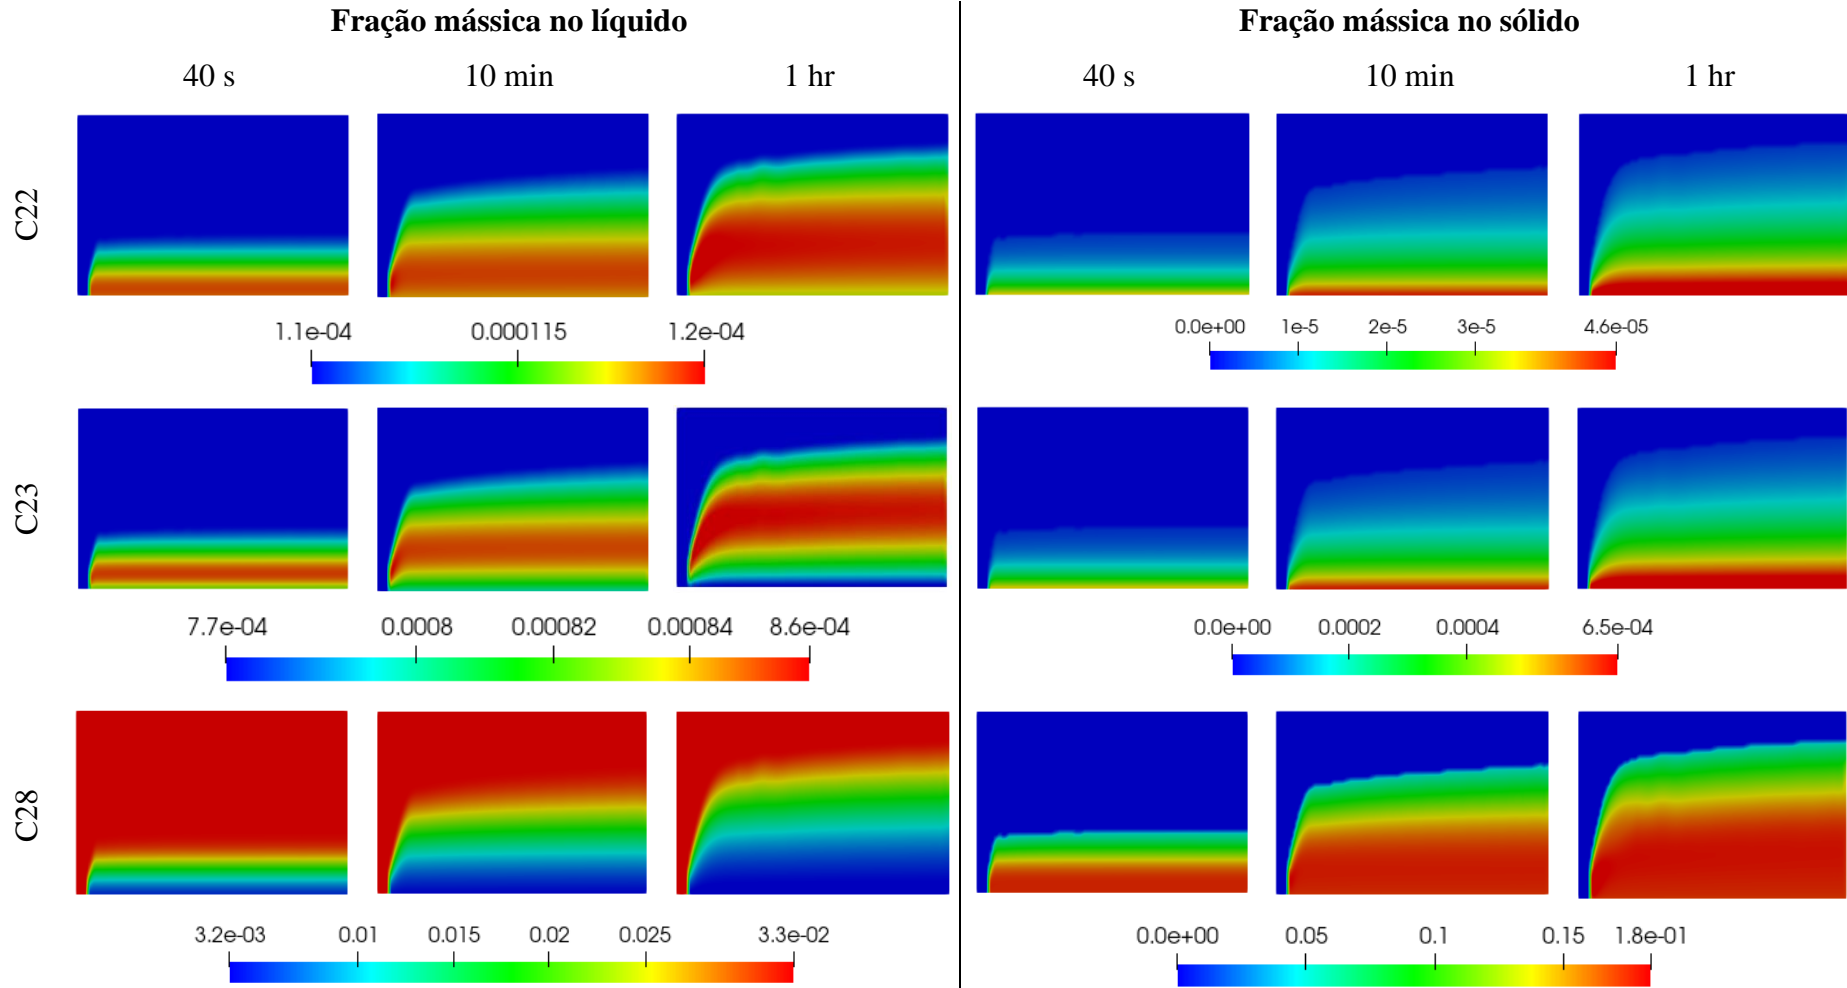 Fração mássica no líquido
Fração mássica no sólido
40 s 10 min 1 hr
40 s 10 min 1 hr
C22
1.1e-04 0.000115 1.2e-04
0.0e+00 1e-5 2e-5 3e-5 4.6e-05
C23
7.7e-04 0.0008 0.00082 0.00084 8.6e-04
0.0e+00 0.0002 0.0004 6.5e-04
C28
3.2e-03 0.01 0.015 0.02 0.025 3.3e-02
0.0e+00 0.05 0.1 0.15 1.8e-01